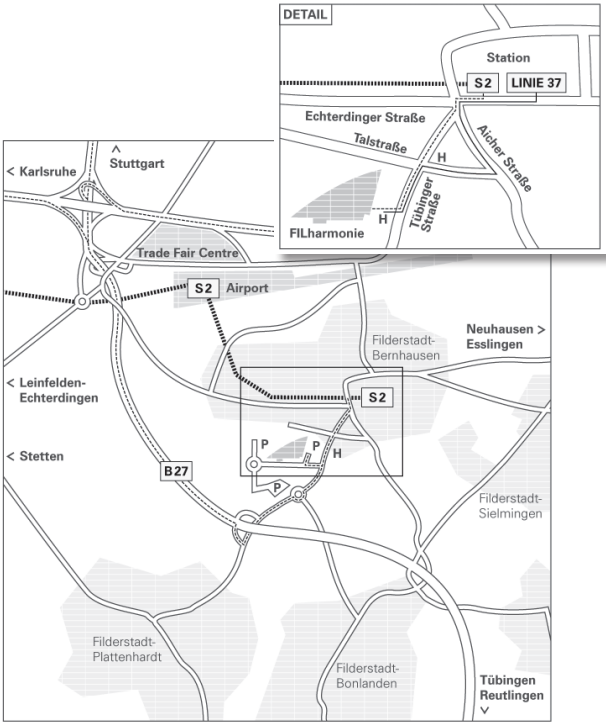 DETAIL
Station
S2
LINIE 37
Echterdinger Straße
Talstraße
H
Aicher Straße
Tübinger
Straße
FILharmonie
H
< Karlsruhe
^
Stuttgart
Trade Fair Centre
S2
Airport
Filderstadt-
Bernhausen
Neuhausen >
Esslingen
< Leinfelden-
Echterdingen
S2
< Stetten
P
P
H
B27
P
Filderstadt-
Sielmingen
Filderstadt-
Plattenhardt
Filderstadt-
Bonlanden
Tübingen
Reutlingen
v